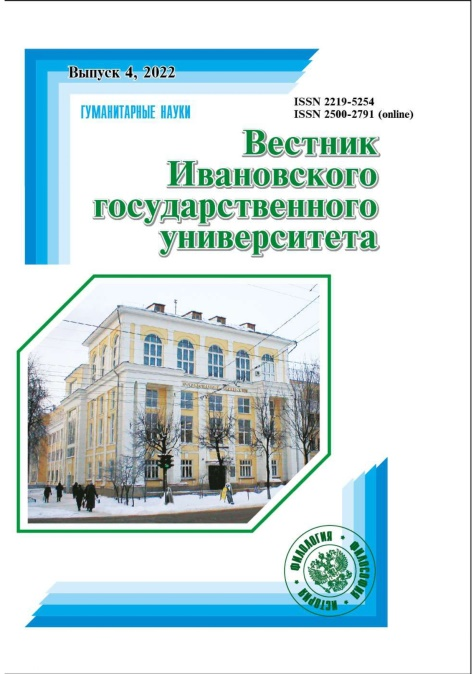 Выпуск 4, 2022
ГУМАНИТАРНЫЕ НАУКИ
ISSN 2219-5254
ISSN 2500-2791 (online)
Вестник
Ивановского
государственного
университета
ФИЛОЛОГИЯ • ФИЛОСОФИЯ • ИСТОРИЯ •